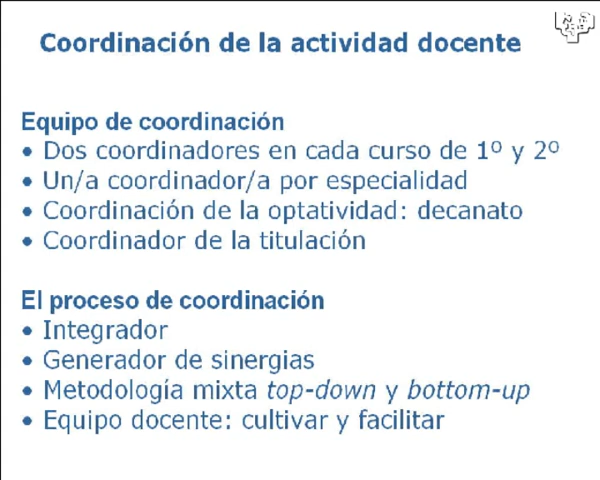 Coordinación de la actividad docente
Equipo de coordinación
• Dos coordinadores en cada curso de 1º y 2º
• Un/a coordinador/a por especialidad
• Coordinación de la optatividad: decanato
• Coordinador de la titulación
El proceso de coordinación
• Integrador
• Generador de sinergias
• Metodología mixta top-down y bottom-up
• Equipo docente: cultivar y facilitar